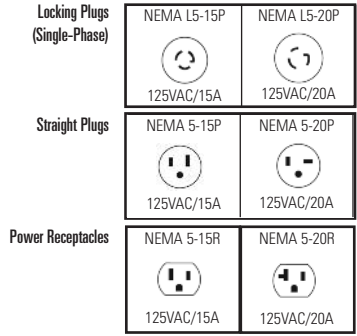 Locking Plugs
(Single-Phase)
NEMA L5-15P
NEMA L5-20P
125VAC/15A
125VAC/20A
Straight Plugs
NEMA 5-15P
NEMA 5-20P
125VAC/15A
125VAC/20A
Power Receptacles
NEMA 5-15R
NEMA 5-20R
125VAC/15A
125VAC/20A